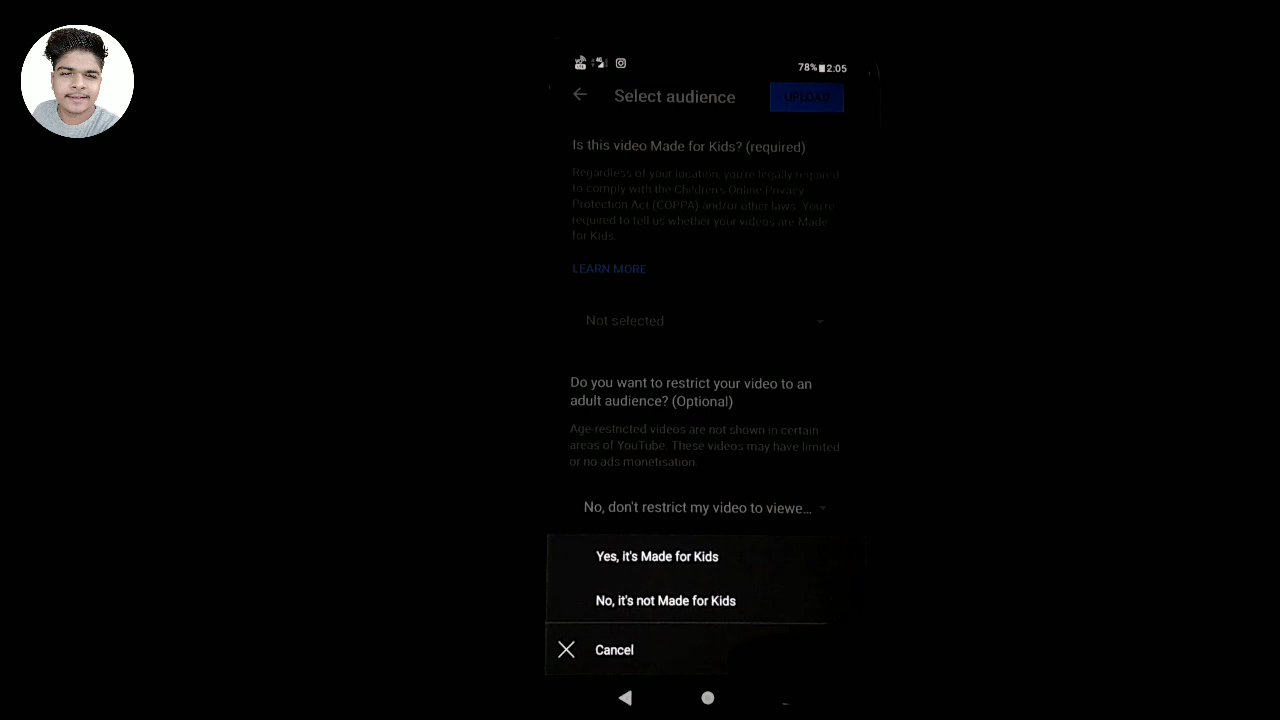 78% 2:05
Select audience
UPLOAD
Is this video Made for Kids? (required)
Regardless of your location, you're legally required
to comply with the Children's Online Privacy
Protection Act (COPPA) and/or other laws. You're
required to tell us whether your videos are Made
for Kids.
LEARN MORE
Not selected
Do you want to restrict your video to an
adult audience? (Optional)
Age-restricted videos are not shown in certain
areas of YouTube. These videos may have limited
or no ads monetisation.
No, don't restrict my video to viewe...
Yes, it's Made for Kids
No, it's not Made for Kids
Cancel